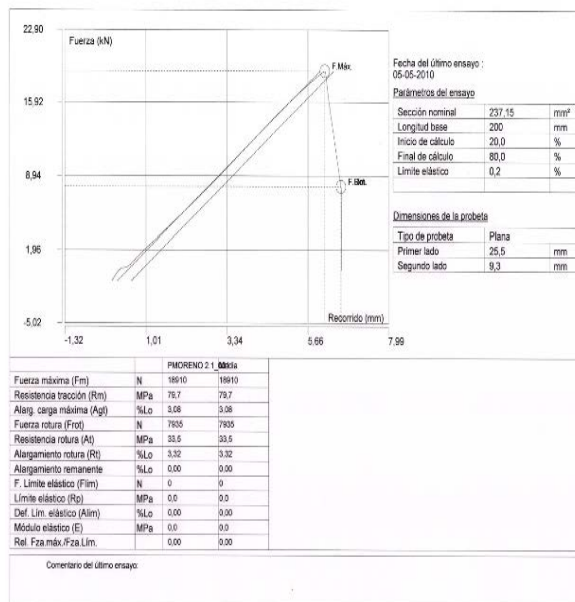 22,90
Fuerza (kN)
F.Máx.
15,92
8,94
1,96
-5,02
-1,32
1,01
3,34
5,66
7,99
Recorrido (mm)
Fecha del último ensayo :
05-05-2010
Parámetros del ensayo
Sección nominal 237,15 mm²
Longitud base 200 mm
Inicio de cálculo 20,0 %
Final de cálculo 80,0 %
Límite elástico 0,2 %
Dimensiones de la probeta
Tipo de probeta Plana
Primer lado 25,5 mm
Segundo lado 9,3 mm
PMORENO 2.1
Fuerza máxima (Fm) N 18910 18910
Resistencia tracción (Rm) MPa 79,7 79,7
Alarg. carga máxima (Agt) %Lo 3,08 3,08
Fuerza rotura (Frot) N 7935 7935
Resistencia rotura (At) MPa 33,5 33,5
Alargamiento rotura (Rt) %Lo 3,32 3,32
Alargamiento remanente %Lo 0,00 0,00
F. Límite elástico (Flim) N 0 0
Límite elástico (Rp) MPa 0,0 0,0
Def. Lím. elástico (Alim) %Lo 0,00 0,00
Módulo elástico (E) MPa 0,0 0,0
Rel. Fza.máx./Fza.Lím. 0,00 0,00
Comentario del último ensayo: